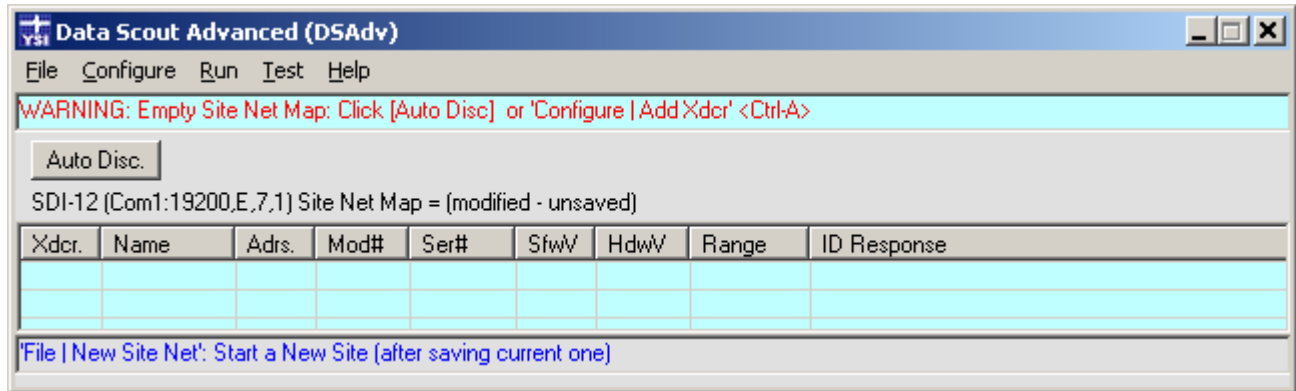 YSI Data Scout Advanced (DSAdv)
File Configure Run Test Help
WARNING: Empty Site Net Map: Click [Auto Disc] or 'Configure | Add Xdcr' <Ctrl-A>
Auto Disc.
SDI-12 (Com1:19200,E,7,1) Site Net Map = (modified - unsaved)
Xdcr. Name Adrs. Mod# Ser# SfwV HdwV Range ID Response
'File | New Site Net': Start a New Site (after saving current one)